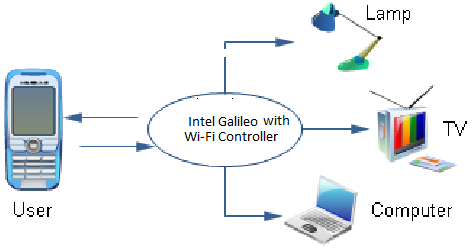 Lamp
Intel Galileo with
Wi-Fi Controller
TV
User
Computer